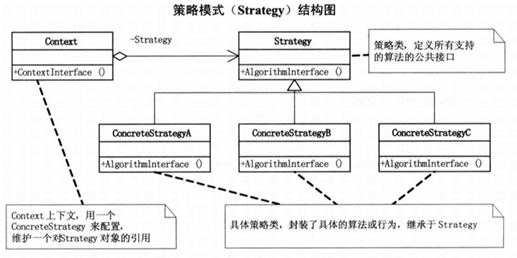 策略模式（Strategy）结构图
Context
-Strategy
Strategy
+ContextInterface ()
+AlgorithmInterface ()
策略类，定义所有支持
的算法的公共接口
ConcreteStrategyA
ConcreteStrategyB
ConcreteStrategyC
+AlgorithmInterface ()
+AlgorithmInterface ()
+AlgorithmInterface ()
Context 上下文，用一个
ConcreteStrategy 来配置，
维护一个对Strategy 对象的引用
具体策略类，封装了具体的算法或行为，继承于 Strategy